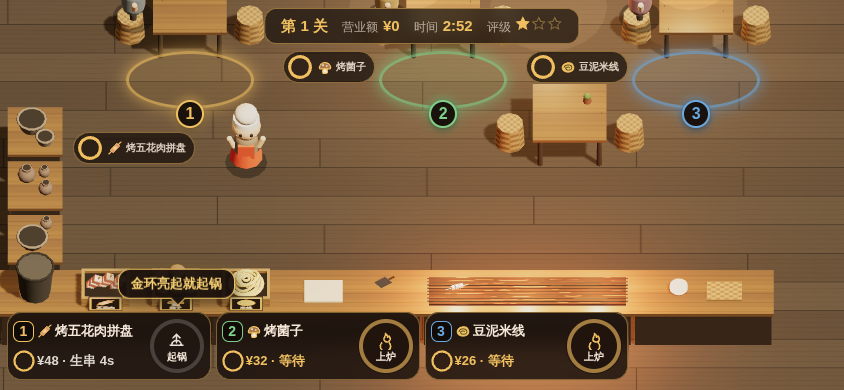 第 1 关 营业额 ¥0 时间 2:52 评级
烤菌子
豆泥米线
1
2
3
烤五花肉拼盘
金环亮起就起锅
1 烤五花肉拼盘
¥48 · 生串 4s
起锅
2 烤菌子
¥32 · 等待
上炉
3 豆泥米线
¥26 · 等待
上炉